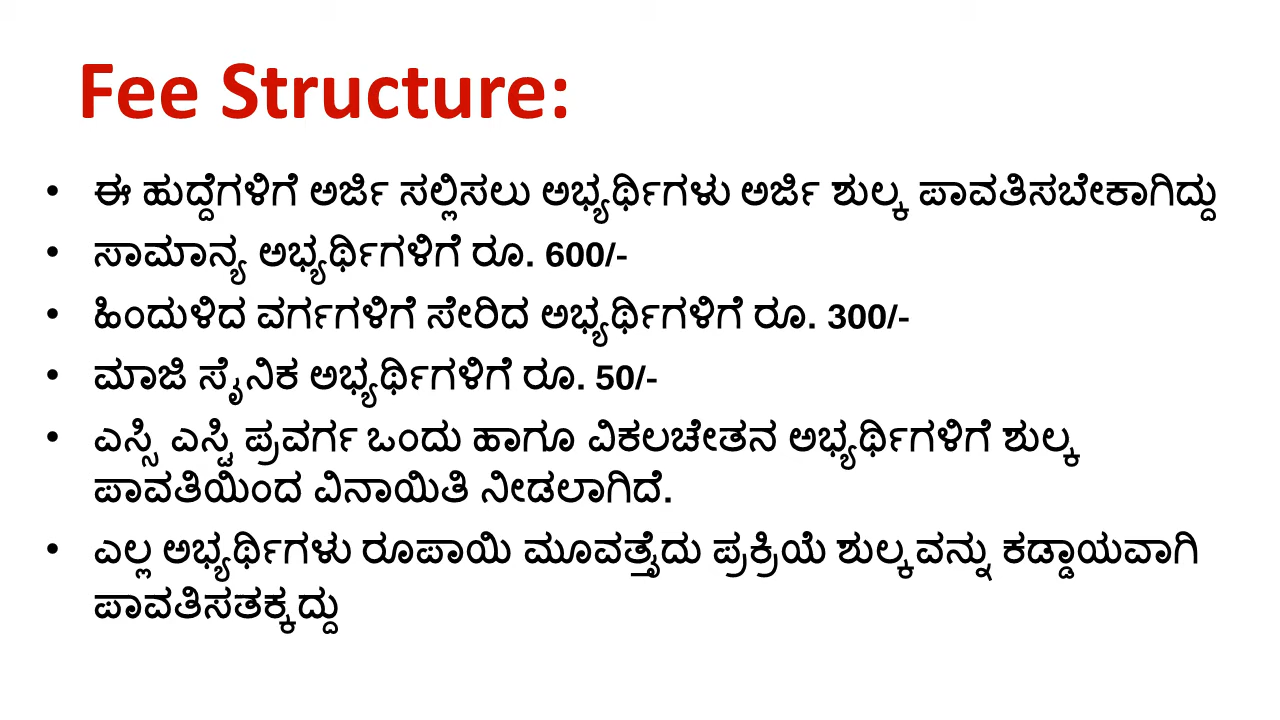 Fee Structure:
• ಈ ಹುದ್ದೆಗಳಿಗೆ ಅರ್ಜಿ ಸಲ್ಲಿಸಲು ಅಭ್ಯರ್ಥಿಗಳು ಅರ್ಜಿ ಶುಲ್ಕ ಪಾವತಿಸಬೇಕಾಗಿದ್ದು
• ಸಾಮಾನ್ಯ ಅಭ್ಯರ್ಥಿಗಳಿಗೆ ರೂ. 600/-
• ಹಿಂದುಳಿದ ವರ್ಗಗಳಿಗೆ ಸೇರಿದ ಅಭ್ಯರ್ಥಿಗಳಿಗೆ ರೂ. 300/-
• ಮಾಜಿ ಸೈನಿಕ ಅಭ್ಯರ್ಥಿಗಳಿಗೆ ರೂ. 50/-
• ಎಸ್ಸಿ ಎಸ್ಟಿ ಪ್ರವರ್ಗ ಒಂದು ಹಾಗೂ ವಿಕಲಚೇತನ ಅಭ್ಯರ್ಥಿಗಳಿಗೆ ಶುಲ್ಕ
ಪಾವತಿಯಿಂದ ವಿನಾಯಿತಿ ನೀಡಲಾಗಿದೆ.
• ಎಲ್ಲ ಅಭ್ಯರ್ಥಿಗಳು ರೂಪಾಯಿ ಮೂವತ್ತೈದು ಪ್ರಕ್ರಿಯೆ ಶುಲ್ಕವನ್ನು ಕಡ್ಡಾಯವಾಗಿ
ಪಾವತಿಸತಕ್ಕದ್ದು